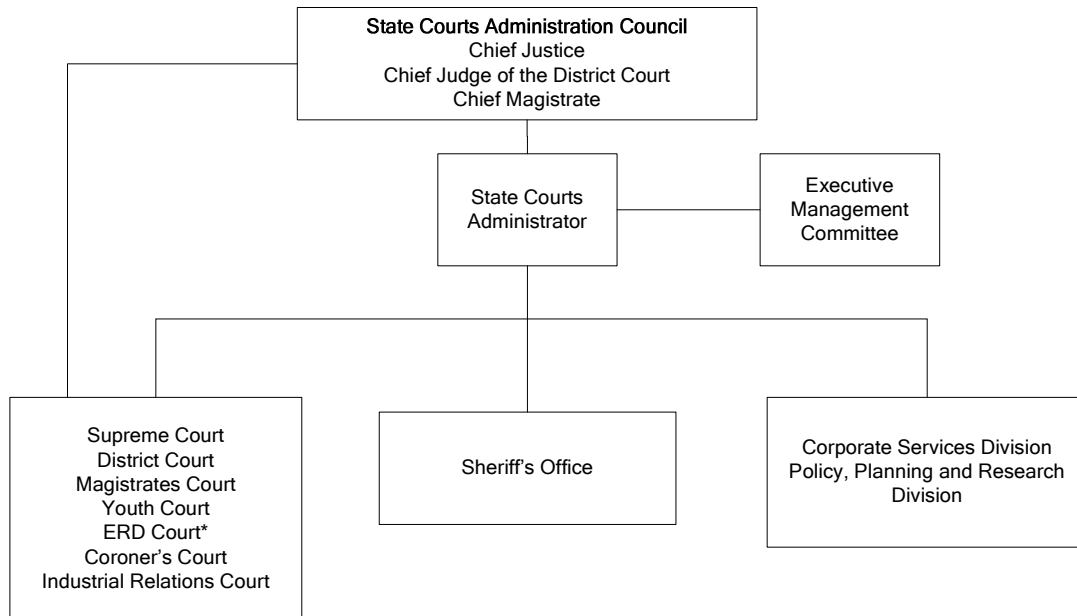 State Courts Administration Council
Chief Justice
Chief Judge of the District Court
Chief Magistrate
State Courts
Administrator
Executive
Management
Committee
Supreme Court
District Court
Magistrates Court
Youth Court
ERD Court*
Coroner's Court
Industrial Relations Court
Sheriff's Office
Corporate Services Division
Policy, Planning and Research
Division